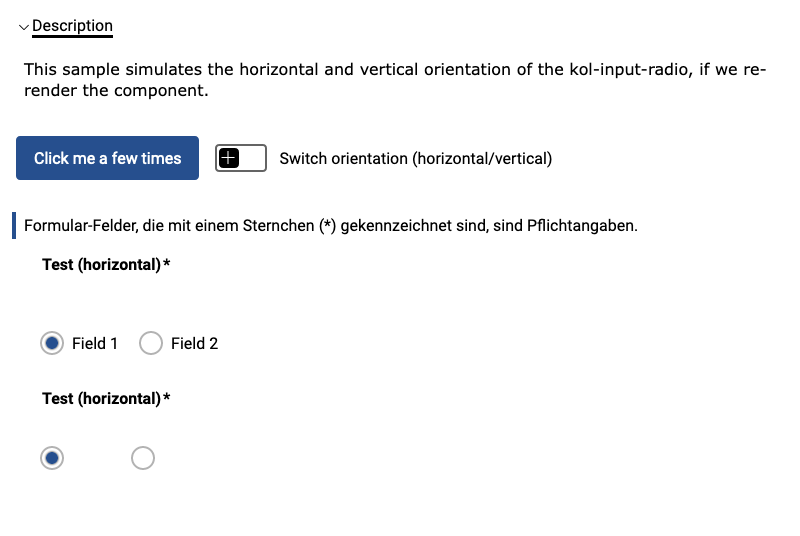 Description
This sample simulates the horizontal and vertical orientation of the kol-input-radio, if we re-
render the component.
Click me a few times
Switch orientation (horizontal/vertical)
Formular-Felder, die mit einem Sternchen (*) gekennzeichnet sind, sind Pflichtangaben.
Test (horizontal)*
Field 1 Field 2
Test (horizontal)*